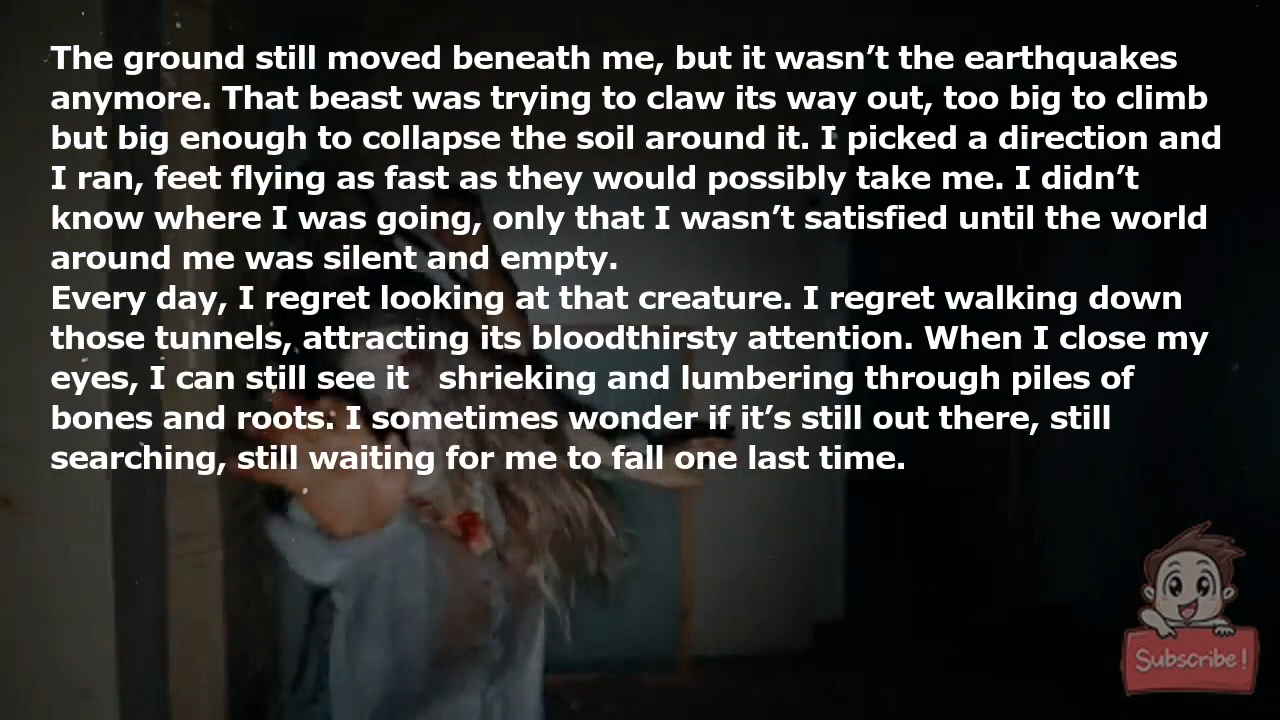 The ground still moved beneath me, but it wasn’t the earthquakes
anymore. That beast was trying to claw its way out, too big to climb
but big enough to collapse the soil around it. I picked a direction and
I ran, feet flying as fast as they would possibly take me. I didn’t
know where I was going, only that I wasn’t satisfied until the world
around me was silent and empty.
Every day, I regret looking at that creature. I regret walking down
those tunnels, attracting its bloodthirsty attention. When I close my
eyes, I can still see it   shrieking and lumbering through piles of
bones and roots. I sometimes wonder if it’s still out there, still
searching, still waiting for me to fall one last time.
Subscribe!